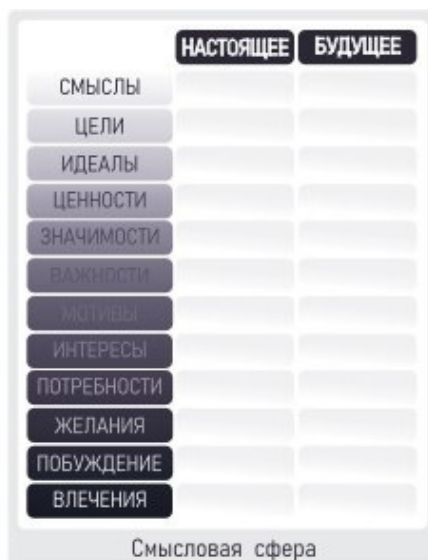 НАСТОЯЩЕЕ БУДУЩЕЕ
СМЫСЛЫ
ЦЕЛИ
ИДЕАЛЫ
ЦЕННОСТИ
ЗНАЧИМОСТИ
ВАЖНОСТИ
МОТИВЫ
ИНТЕРЕСЫ
ПОТРЕБНОСТИ
ЖЕЛАНИЯ
ПОБУЖДЕНИЕ
ВЛЕЧЕНИЯ
Смысловая сфера